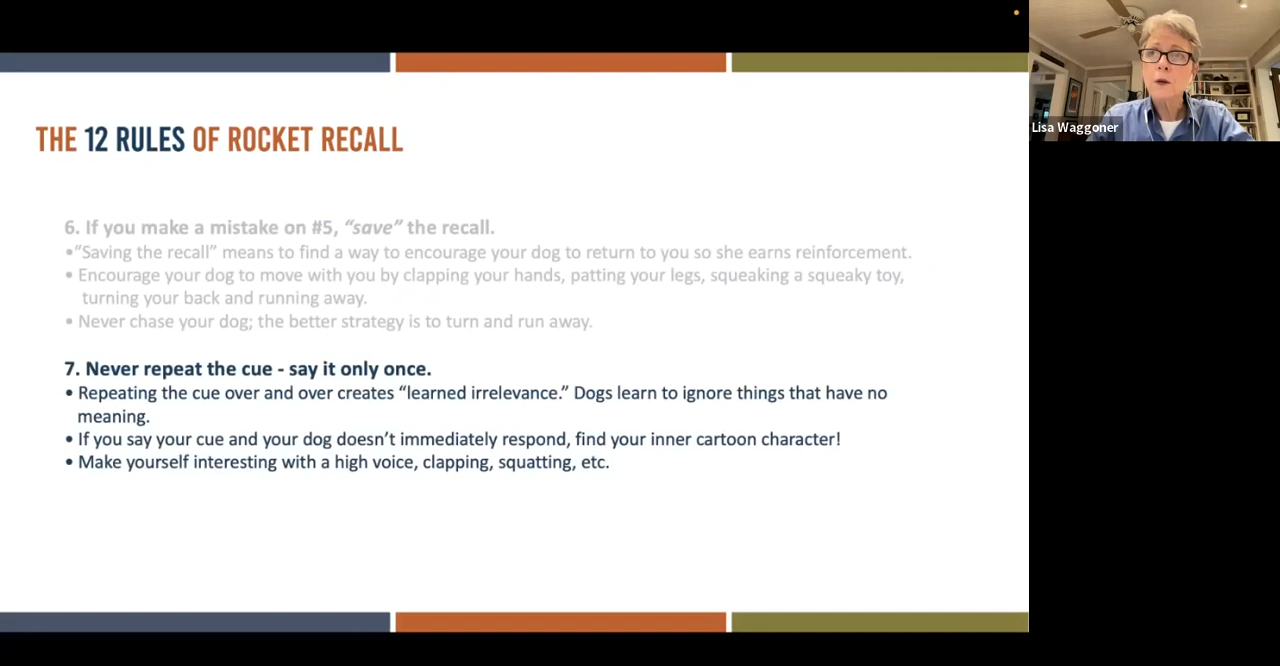 Lisa Waggoner
THE 12 RULES OF ROCKET RECALL
6. If you make a mistake on #5, “save” the recall.
•“Saving the recall” means to find a way to encourage your dog to return to you so she earns reinforcement.
• Encourage your dog to move with you by clapping your hands, patting your legs, squeaking a squeaky toy,
turning your back and running away.
• Never chase your dog; the better strategy is to turn and run away.
7. Never repeat the cue - say it only once.
• Repeating the cue over and over creates “learned irrelevance.” Dogs learn to ignore things that have no
meaning.
• If you say your cue and your dog doesn’t immediately respond, find your inner cartoon character!
• Make yourself interesting with a high voice, clapping, squatting, etc.